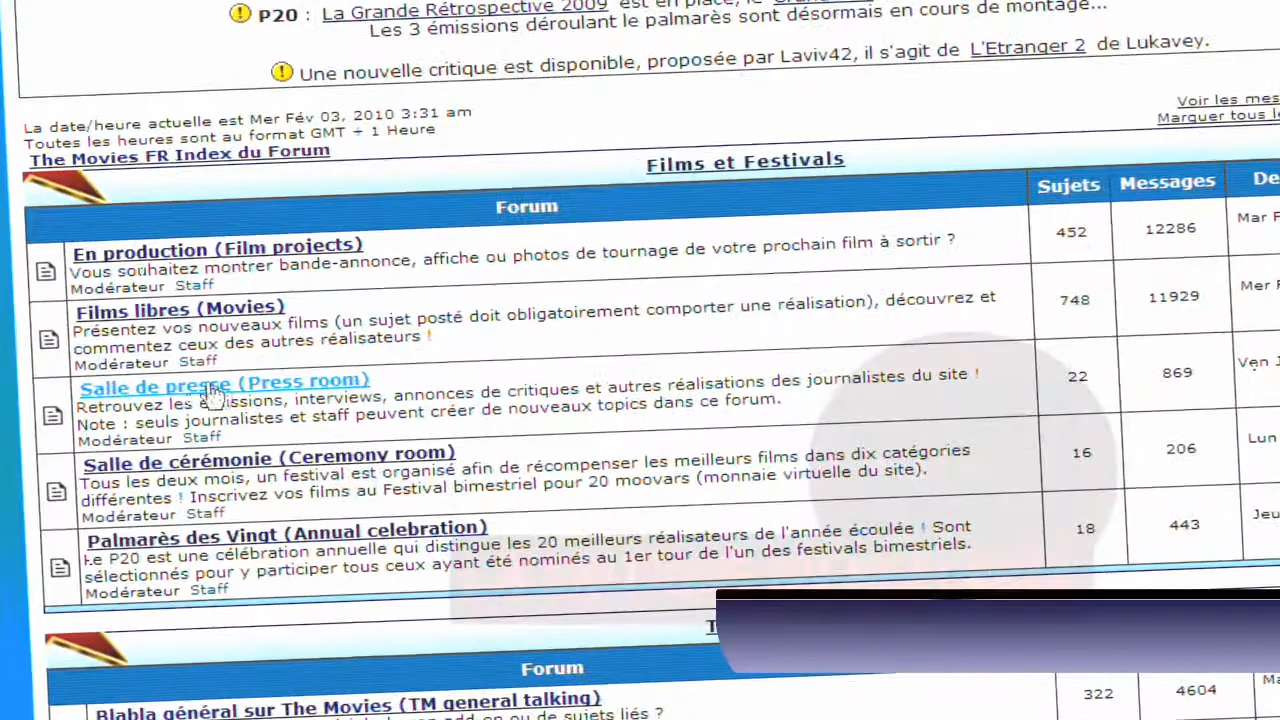 P20 : La Grande Rétrospective 2009 est en place, le
Les 3 émissions déroulant le palmarès sont désormais en cours de montage...
Une nouvelle critique est disponible, proposée par Laviv42, il s'agit de L'Etranger 2 de Lukavey.
La date/heure actuelle est Mer Fév 03, 2010 3:31 am
Toutes les heures sont au format GMT + 1 Heure
The Movies FR Index du Forum
Voir les mes
Marquer tous le
Films et Festivals
Forum Sujets Messages De
En production (Film projects)
Vous souhaitez montrer bande-annonce, affiche ou photos de tournage de votre prochain film à sortir ?
Modérateur Staff
452 12286 Mar F
Films libres (Movies)
Présentez vos nouveaux films (un sujet posté doit obligatoirement comporter une réalisation), découvrez et
commentez ceux des autres réalisateurs !
Modérateur Staff
748 11929 Mer F
Salle de presse (Press room)
Retrouvez les émissions, interviews, annonces de critiques et autres réalisations des journalistes du site !
Note : seuls journalistes et staff peuvent créer de nouveaux topics dans ce forum.
Modérateur Staff
22 869 Ven J
Salle de cérémonie (Ceremony room)
Tous les deux mois, un festival est organisé afin de récompenser les meilleurs films dans dix catégories
différentes ! Inscrivez vos films au Festival bimestriel pour 20 moovars (monnaie virtuelle du site).
Modérateur Staff
16 206 Lun
Palmarès des Vingt (Annual celebration)
Le P20 est une célébration annuelle qui distingue les 20 meilleurs réalisateurs de l'année écoulée ! Sont
sélectionnés pour y participer tous ceux ayant été nominés au 1er tour de l'un des festivals bimestriels.
Modérateur Staff
18 443 Jeu
T
Forum
Blabla général sur The Movies (TM general talking)
add-on ou de sujets liés ?
322 4604 Ma